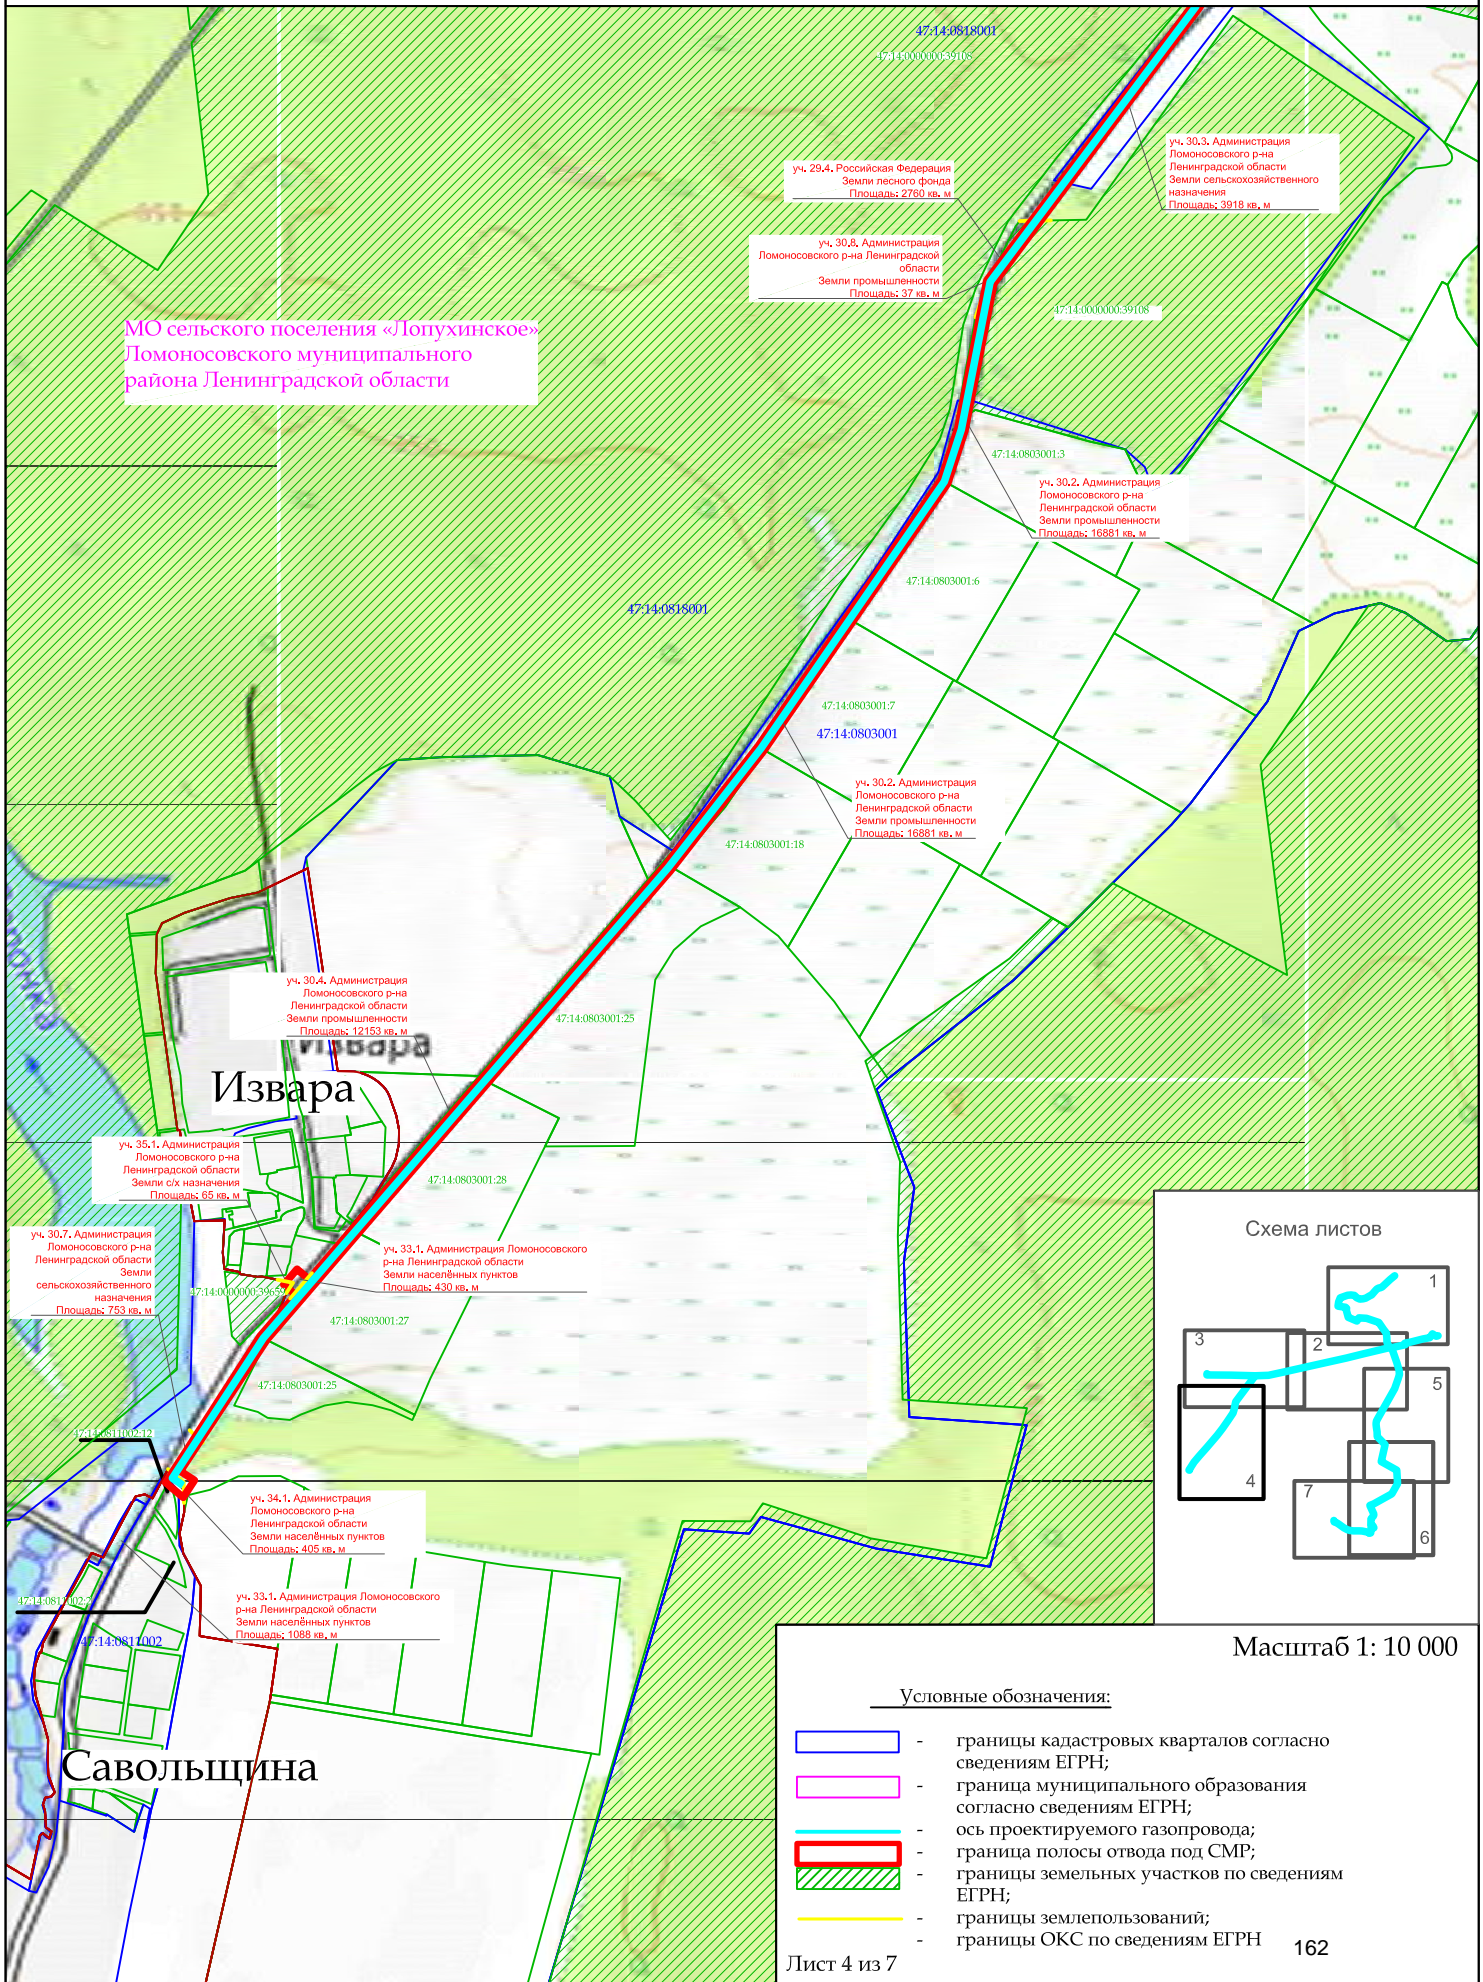 47:14:0818001
47:14:0000000:39108
уч. 30.3. Администрация
Ломоносовского р-на
Ленинградской области
Земли сельскохозяйственного
назначения
Площадь: 3918 кв. м
уч. 29.4. Российская Федерация
Земли лесного фонда
Площадь: 2760 кв. м
уч. 30.8. Администрация
Ломоносовского р-на Ленинградской
области
Земли промышленности
Площадь: 37 кв. м
47:14:0000000:39108
МО сельского поселения «Лопухинское»
Ломоносовского муниципального
района Ленинградской области
47:14:0803001:3
уч. 30.2. Администрация
Ломоносовского р-на
Ленинградской области
Земли промышленности
Площадь: 16881 кв. м
47:14:0803001:6
47:14:0818001
47:14:0803001:7
47:14:0803001
уч. 30.2. Администрация
Ломоносовского р-на
Ленинградской области
Земли промышленности
Площадь: 16881 кв. м
47:14:0803001:18
уч. 30.4. Администрация
Ломоносовского р-на
Ленинградской области
Земли промышленности
Площадь: 12153 кв. м
47:14:0803001:25
Извара
Извара
уч. 35.1. Администрация
Ломоносовского р-на
Ленинградской области
Земли с/х назначения
Площадь: 65 кв. м
47:14:0803001:28
уч. 30.7. Администрация
Ломоносовского р-на
Ленинградской области
Земли
сельскохозяйственного
назначения
Площадь: 753 кв. м
уч. 33.1. Администрация Ломоносовского
р-на Ленинградской области
Земли населённых пунктов
Площадь: 430 кв. м
47:14:0000000:3965
47:14:0803001:27
47:14:0803001:25
47:14:0811002:12
уч. 34.1. Администрация
Ломоносовского р-на
Ленинградской области
Земли населённых пунктов
Площадь: 405 кв. м
уч. 33.1. Администрация Ломоносовского
р-на Ленинградской области
Земли населённых пунктов
Площадь: 1088 кв. м
47:14:0811002
Савольщина
Схема листов
1
2
3
4
5
6
7
Масштаб 1: 10 000
Условные обозначения:
- границы кадастровых кварталов согласно
сведениям ЕГРН;
- граница муниципального образования
согласно сведениям ЕГРН;
- ось проектируемого газопровода;
- граница полосы отвода под СМР;
- границы земельных участков по сведениям
ЕГРН;
- границы землепользований;
- границы ОКС по сведениям ЕГРН
162
Лист 4 из 7